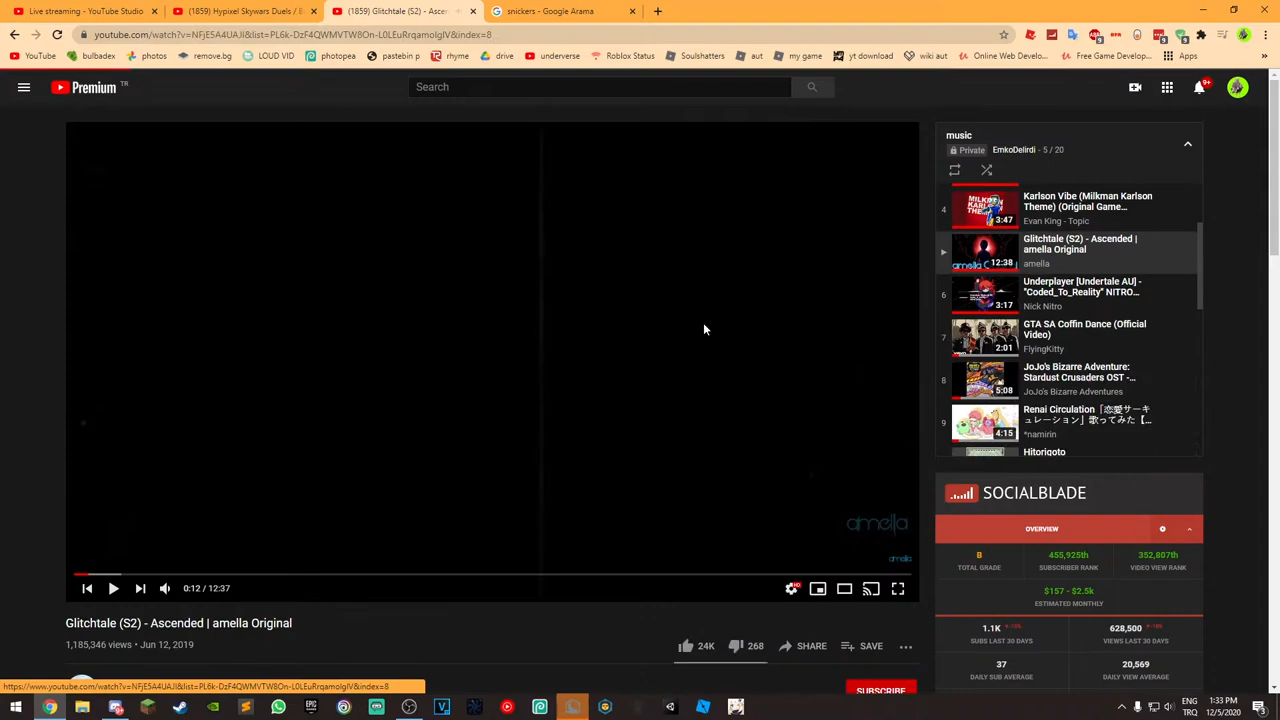 Live streaming - YouTube Studio
(1859) Hypixel Skywars Duels / B
(1859) Glitchtale (S2) - Ascen
snickers - Google Arama
youtube.com/watch?v=NFjE5A4UAJI&list=PL6k-DzF4QWMVTW8On-L0LEuRrqamolgIV&index=8
YouTube
bulbadex
photos
remove.bg
LOUD VID
photopea
pastebin p
rhyme
drive
underverse
Roblox Status
Soulshatters
aut
my game
yt download
wiki aut
Online Web Develo...
Free Game Develop...
Apps
Premium TR
Search
9+
music
Private EmkoDelirdi - 5 / 20
4
Karlson Vibe (Milkman Karlson
Theme) (Original Game...
Evan King - Topic
3:47
Glitchtale (S2) - Ascended |
amella Original
amella
12:38
6
Underplayer [Undertale AU] -
"Coded_To_Reality" NITRO...
Nick Nitro
3:17
7
GTA SA Coffin Dance (Official
Video)
FlyingKitty
2:01
8
JoJo's Bizarre Adventure:
Stardust Crusaders OST -...
JoJo's Bizarre Adventures
5:08
9
Renai Circulation「恋愛サーキ
ュレーション」歌ってみた【...
*namirin
4:15
Hitorigoto
amella
amella
0:12 / 12:37
HD
Glitchtale (S2) - Ascended | amella Original
1,185,346 views • Jun 12, 2019
24K
268
SHARE
SAVE
SUBSCRIBE
SOCIALBLADE
OVERVIEW
B
TOTAL GRADE
455,925th
SUBSCRIBER RANK
352,807th
VIDEO VIEW RANK
$157 - $2.5k
ESTIMATED MONTHLY
1.1K
SUBS LAST 30 DAYS
628,500
VIEWS LAST 30 DAYS
37
DAILY SUB AVERAGE
20,569
DAILY VIEW AVERAGE
https://www.youtube.com/watch?v=NFjE5A4UAJI&list=PL6k-DzF4QWMVTW8On-L0LEuRrqamolgIV&index=8
ENG
TRQ
1:33 PM
12/5/2020